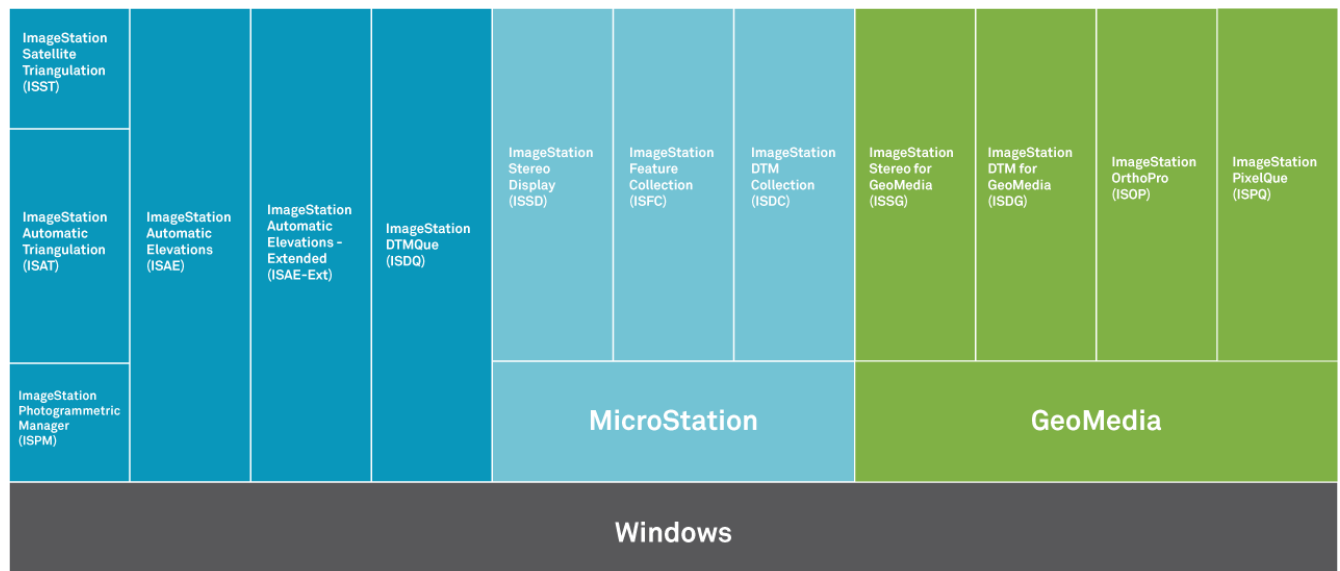 ImageStation
Satellite
Triangulation
(ISST)
ImageStation
Automatic
Triangulation
(ISAT)
ImageStation
Photogrammetric
Manager
(ISPM)
ImageStation
Automatic
Elevations
(ISAE)
ImageStation
Automatic
Elevations -
Extended
(ISAE-Ext)
ImageStation
DTMQue
(ISDQ)
ImageStation
Stereo
Display
(ISSD)
ImageStation
Feature
Collection
(ISFC)
ImageStation
DTM
Collection
(ISDC)
MicroStation
ImageStation
Stereo for
GeoMedia
(ISSG)
ImageStation
DTM for
GeoMedia
(ISDG)
ImageStation
OrthoPro
(ISOP)
ImageStation
PixelQue
(ISPQ)
GeoMedia
Windows